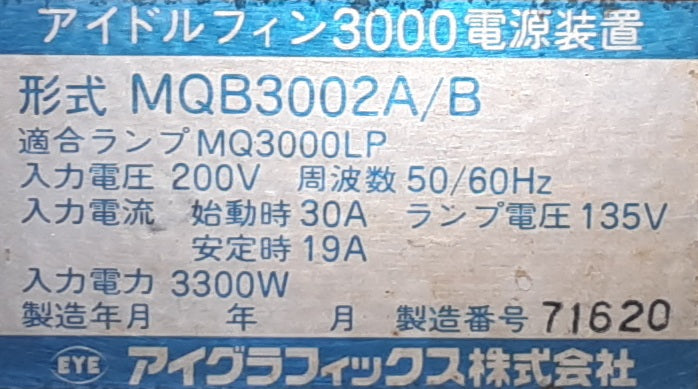 アイドルフィン3000電源装置
形式 MQB3002A/B
適合ランプMQ3000LP
入力電圧 200V 周波数 50/60Hz
入力電流 始動時 30A ランプ電圧 135V
安定時 19A
入力電力 3300W
製造年月 年 月 製造番号 71620
EYE アイグラフィックス株式会社